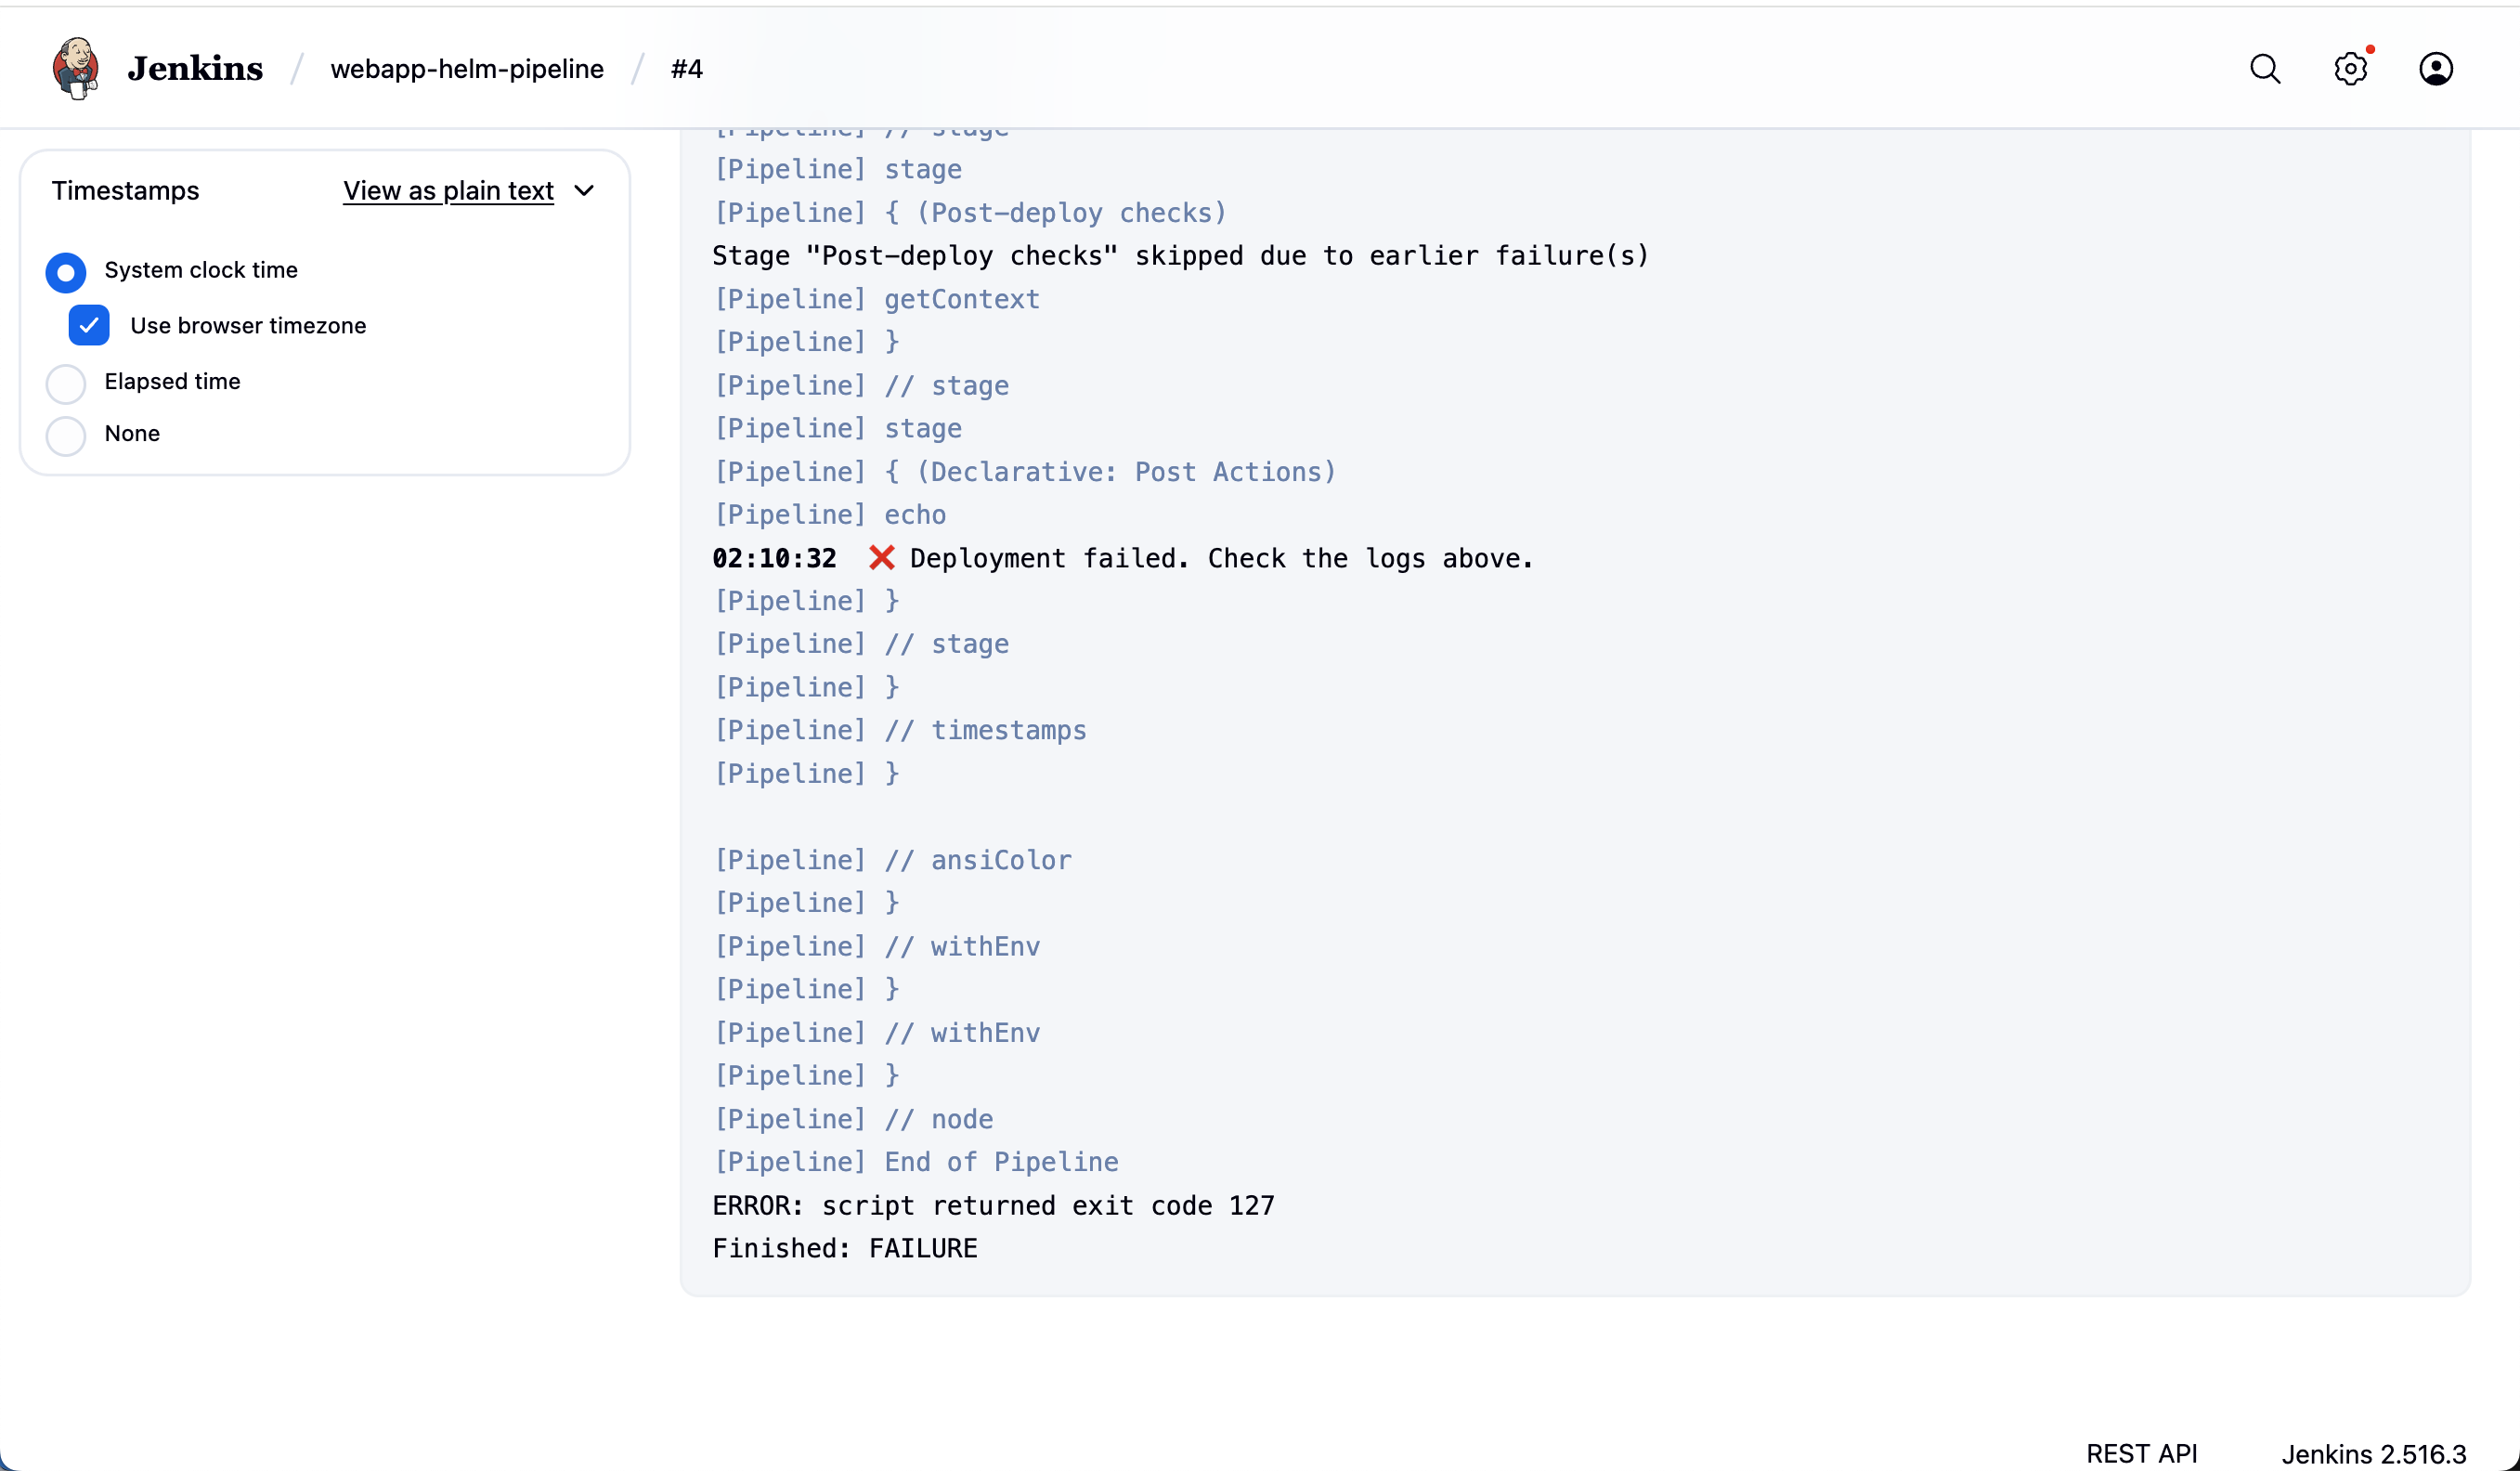 Jenkins / webapp-helm-pipeline / #4
Timestamps View as plain text
System clock time
Use browser timezone
Elapsed time
None
[Pipeline] // stage
[Pipeline] stage
[Pipeline] { (Post-deploy checks)
Stage "Post-deploy checks" skipped due to earlier failure(s)
[Pipeline] getContext
[Pipeline] }
[Pipeline] // stage
[Pipeline] stage
[Pipeline] { (Declarative: Post Actions)
[Pipeline] echo
02:10:32 ❌ Deployment failed. Check the logs above.
[Pipeline] }
[Pipeline] // stage
[Pipeline] }
[Pipeline] // timestamps
[Pipeline] }
[Pipeline] // ansiColor
[Pipeline] }
[Pipeline] // withEnv
[Pipeline] }
[Pipeline] // withEnv
[Pipeline] }
[Pipeline] // node
[Pipeline] End of Pipeline
ERROR: script returned exit code 127
Finished: FAILURE
REST API Jenkins 2.516.3